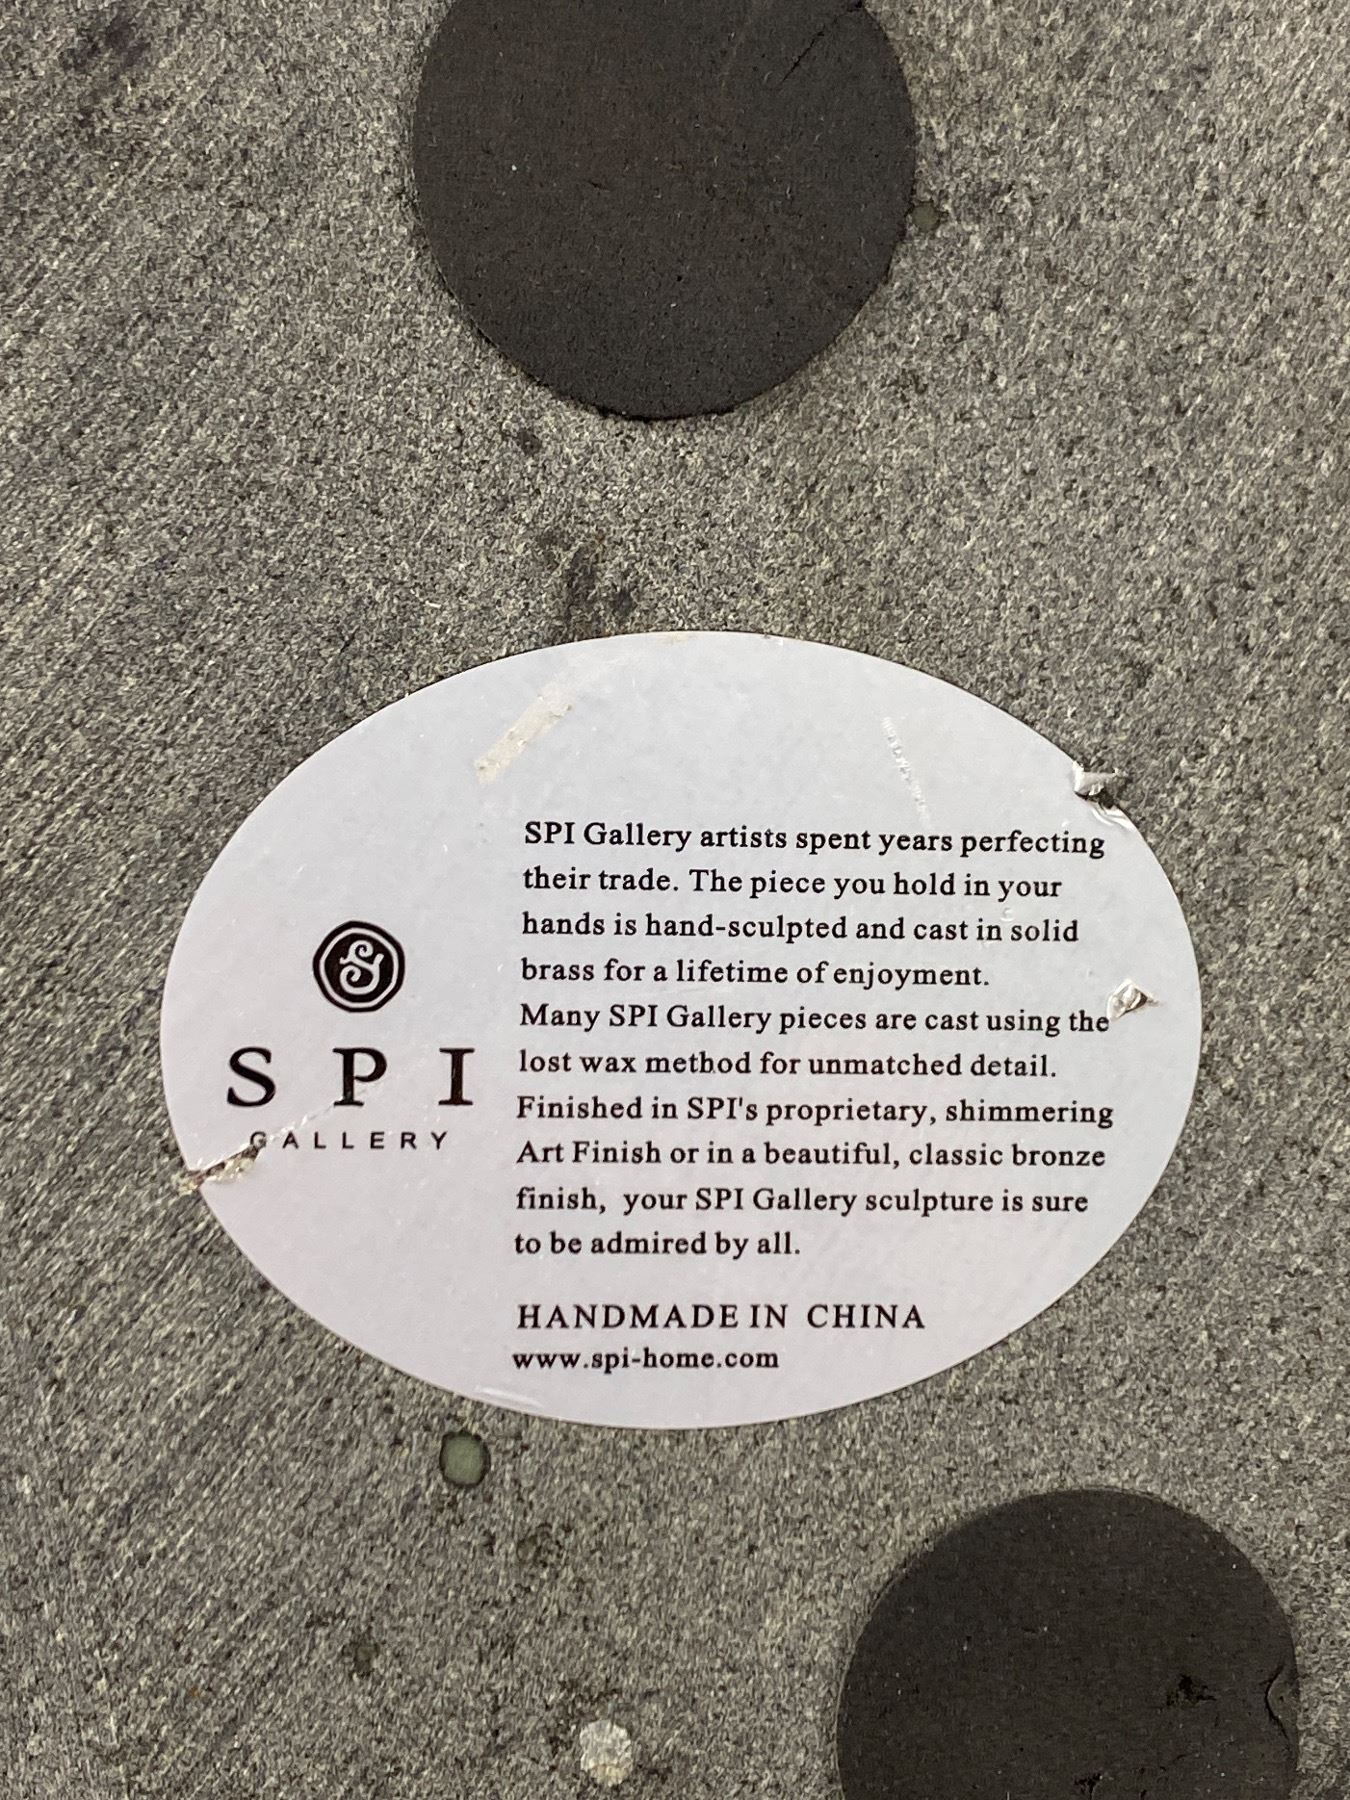 SPI
GALLERY
SPI Gallery artists spent years perfecting
their trade. The piece you hold in your
hands is hand-sculpted and cast in solid
brass for a lifetime of enjoyment.
Many SPI Gallery pieces are cast using the
lost wax method for unmatched detail.
Finished in SPI's proprietary, shimmering
Art Finish or in a beautiful, classic bronze
finish, your SPI Gallery sculpture is sure
to be admired by all.
HANDMADE IN CHINA
www.spi-home.com